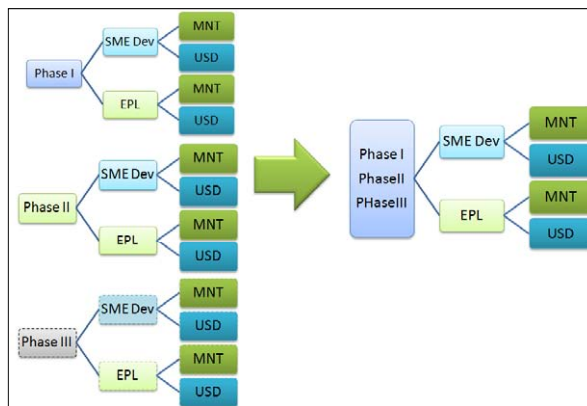 Phase I
SME Dev
MNT
USD
EPL
MNT
USD
Phase II
SME Dev
MNT
USD
EPL
MNT
USD
Phase III
SME Dev
MNT
USD
EPL
MNT
USD
Phase I
PhaseII
PHaseIII
SME Dev
MNT
USD
EPL
MNT
USD